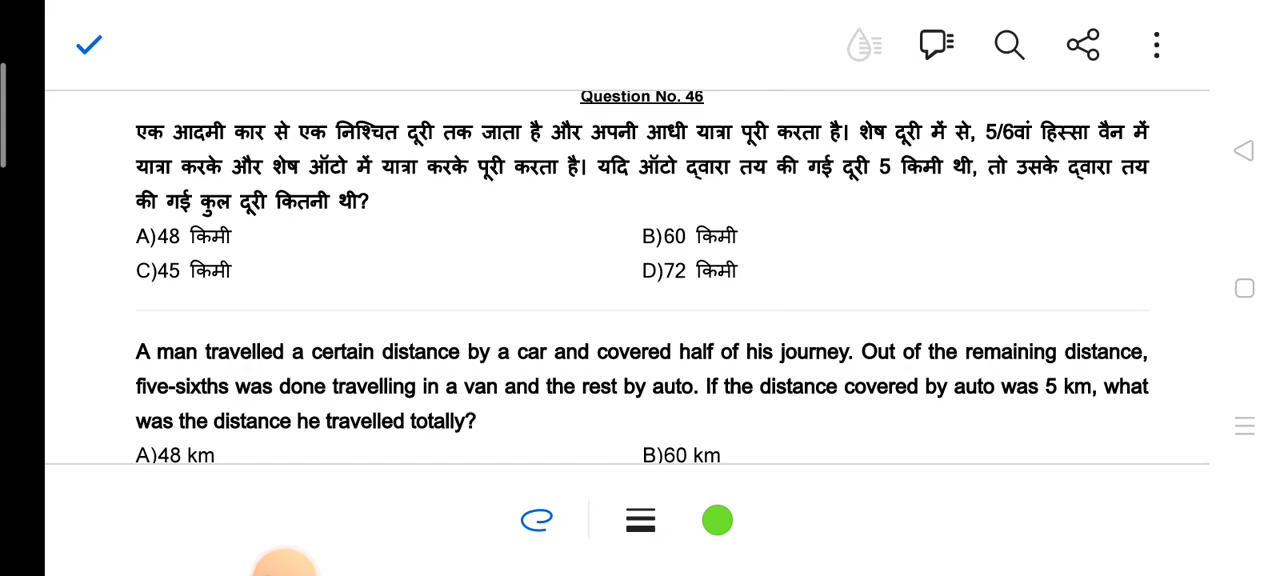 Question No. 46
एक आदमी कार से एक निश्चित दूरी तक जाता है और अपनी आधी यात्रा पूरी करता है। शेष दूरी में से, 5/6वां हिस्सा वैन में
यात्रा करके और शेष ऑटो में यात्रा करके पूरी करता है। यदि ऑटो द्वारा तय की गई दूरी 5 किमी थी, तो उसके द्वारा तय
की गई कुल दूरी कितनी थी?
A)48 किमी B)60 किमी
C)45 किमी D)72 किमी
A man travelled a certain distance by a car and covered half of his journey. Out of the remaining distance,
five-sixths was done travelling in a van and the rest by auto. If the distance covered by auto was 5 km, what
was the distance he travelled totally?
A)48 km B)60 km